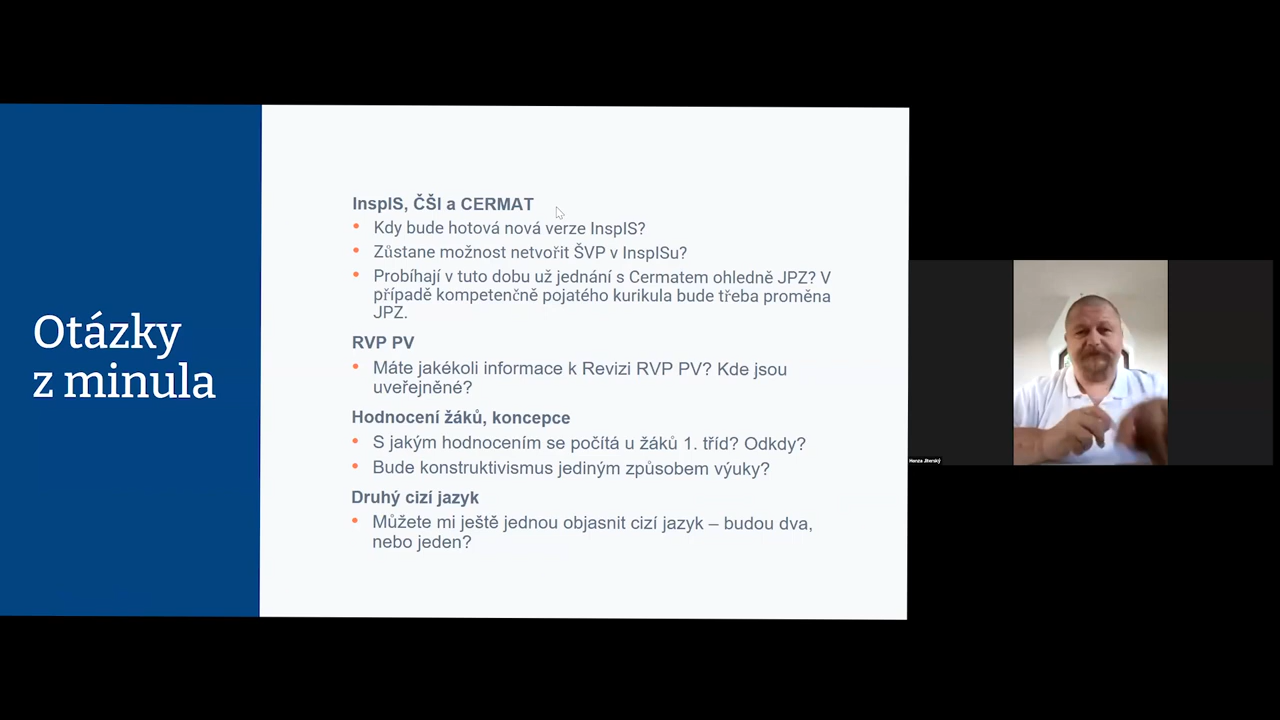 Otázky
z minula
InspIS, ČŠI a CERMAT
• Kdy bude hotová nová verze InspIS?
• Zůstane možnost netvořit ŠVP v InspISu?
• Probíhají v tuto dobu už jednání s Cermatem ohledně JPZ? V
případě kompetenčně pojatého kurikula bude třeba proměna
JPZ.
RVP PV
• Máte jakékoli informace k Revizi RVP PV? Kde jsou
uveřejněné?
Hodnocení žáků, koncepce
• S jakým hodnocením se počítá u žáků 1. tříd? Odkdy?
• Bude konstruktivismus jediným způsobem výuky?
Druhý cizí jazyk
• Můžete mi ještě jednou objasnit cizí jazyk – budou dva,
nebo jeden?